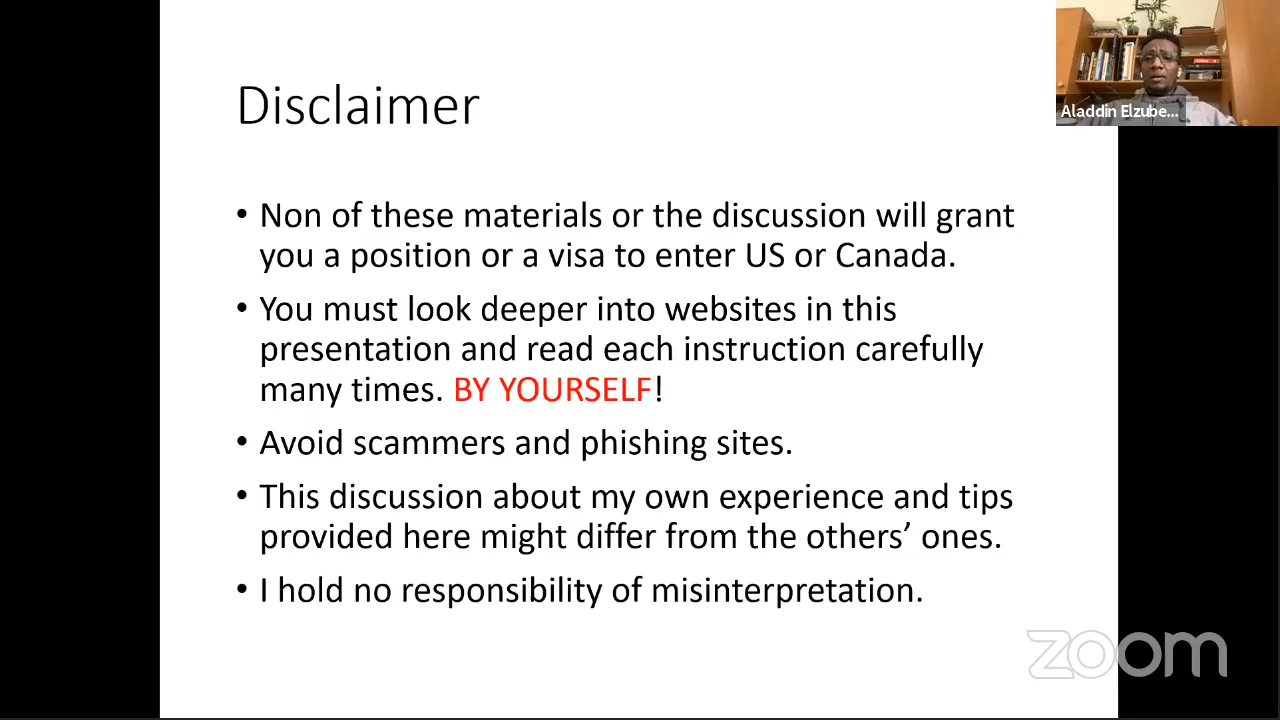 Disclaimer
Aladdin Elzube...
• Non of these materials or the discussion will grant
you a position or a visa to enter US or Canada.
• You must look deeper into websites in this
presentation and read each instruction carefully
many times. BY YOURSELF!
• Avoid scammers and phishing sites.
• This discussion about my own experience and tips
provided here might differ from the others’ ones.
• I hold no responsibility of misinterpretation.
zoom